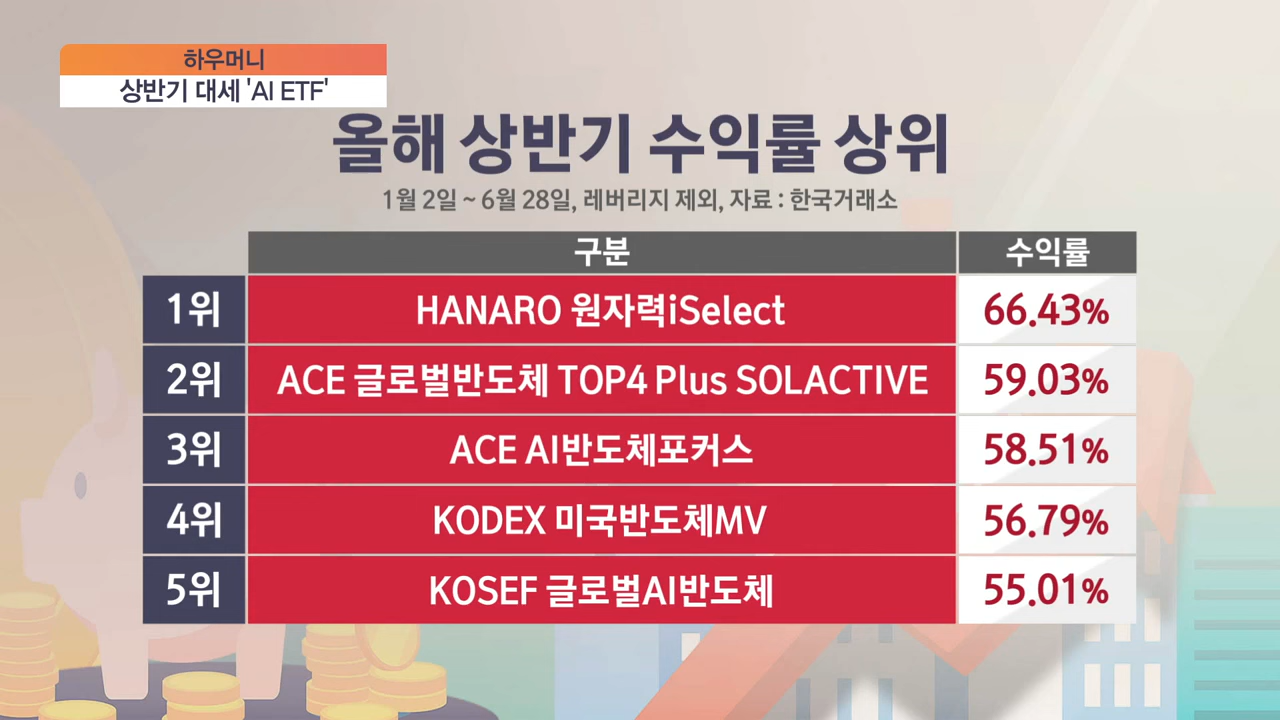 하우머니
상반기 대세 'AI ETF'
올해 상반기 수익률 상위
1월 2일 ~ 6월 28일, 레버리지 제외, 자료 : 한국거래소
구분 수익률
1위 HANARO 원자력iSelect 66.43%
2위 ACE 글로벌반도체 TOP4 Plus SOLACTIVE 59.03%
3위 ACE AI반도체포커스 58.51%
4위 KODEX 미국반도체MV 56.79%
5위 KOSEF 글로벌AI반도체 55.01%